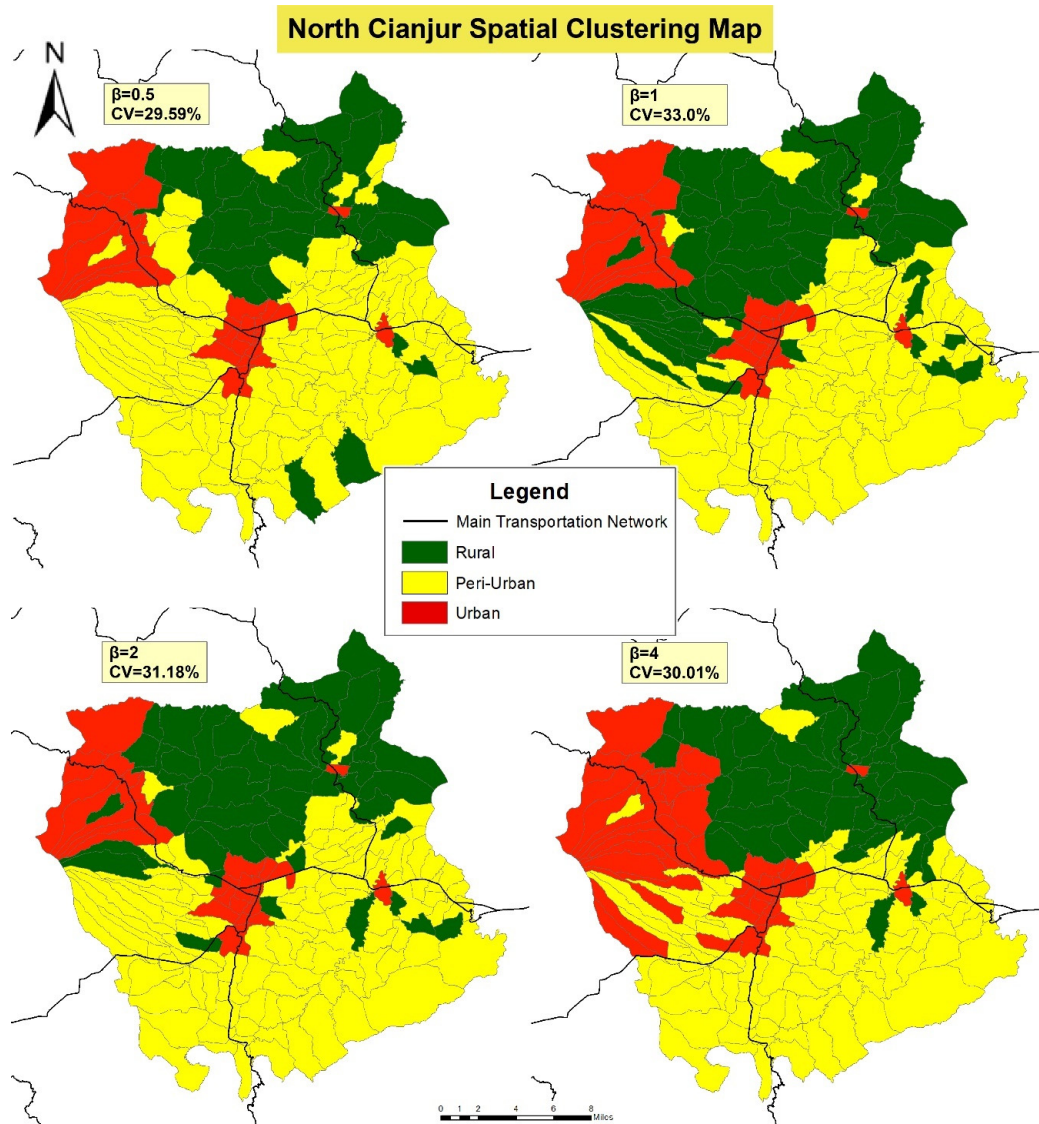 North Cianjur Spatial Clustering Map
N
β=0.5
CV=29.59%
β=1
CV=33.0%
Legend
Main Transportation Network
Rural
Peri-Urban
Urban
β=2
CV=31.18%
β=4
CV=30.01%
0 1 2 4 6 8
Miles